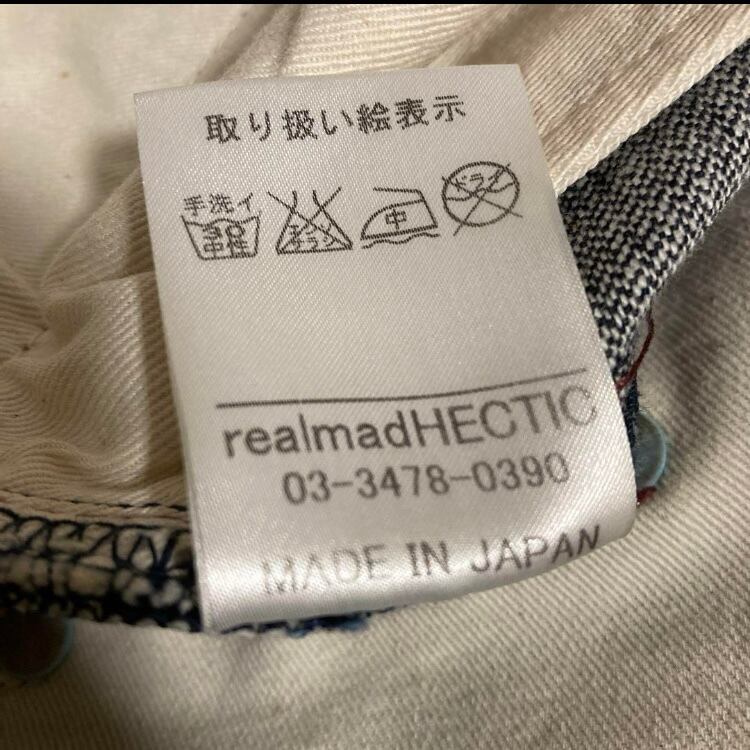 取り扱い絵表示
手洗イ 中 ドライ
realmadHECTIC
03-3478-0390
MADE IN JAPAN